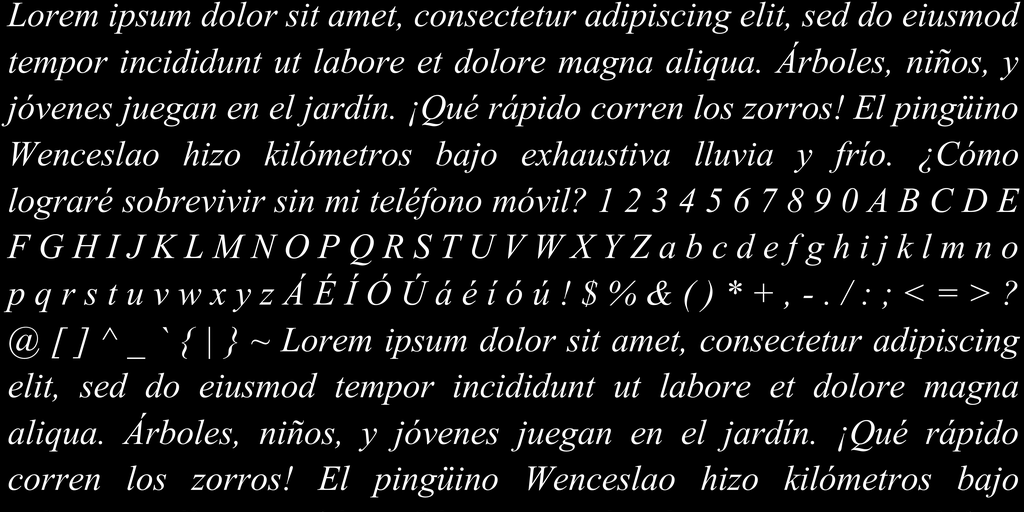 Lorem ipsum dolor sit amet, consectetur adipiscing elit, sed do eiusmod
tempor incididunt ut labore et dolore magna aliqua. Árboles, niños, y
jóvenes juegan en el jardín. ¡Qué rápido corren los zorros! El pingüino
Wenceslao hizo kilómetros bajo exhaustiva lluvia y frío. ¿Cómo
lograré sobrevivir sin mi teléfono móvil? 1 2 3 4 5 6 7 8 9 0 A B C D E
F G H I J K L M N O P Q R S T U V W X Y Z a b c d e f g h i j k l m n o
p q r s t u v w x y z Á É Í Ó Ú á é í ó ú ! $ % & ( ) * + , - . / : ; < = > ?
@ [ ] ^ _ ` { | } ~ Lorem ipsum dolor sit amet, consectetur adipiscing
elit, sed do eiusmod tempor incididunt ut labore et dolore magna
aliqua. Árboles, niños, y jóvenes juegan en el jardín. ¡Qué rápido
corren los zorros! El pingüino Wenceslao hizo kilómetros bajo